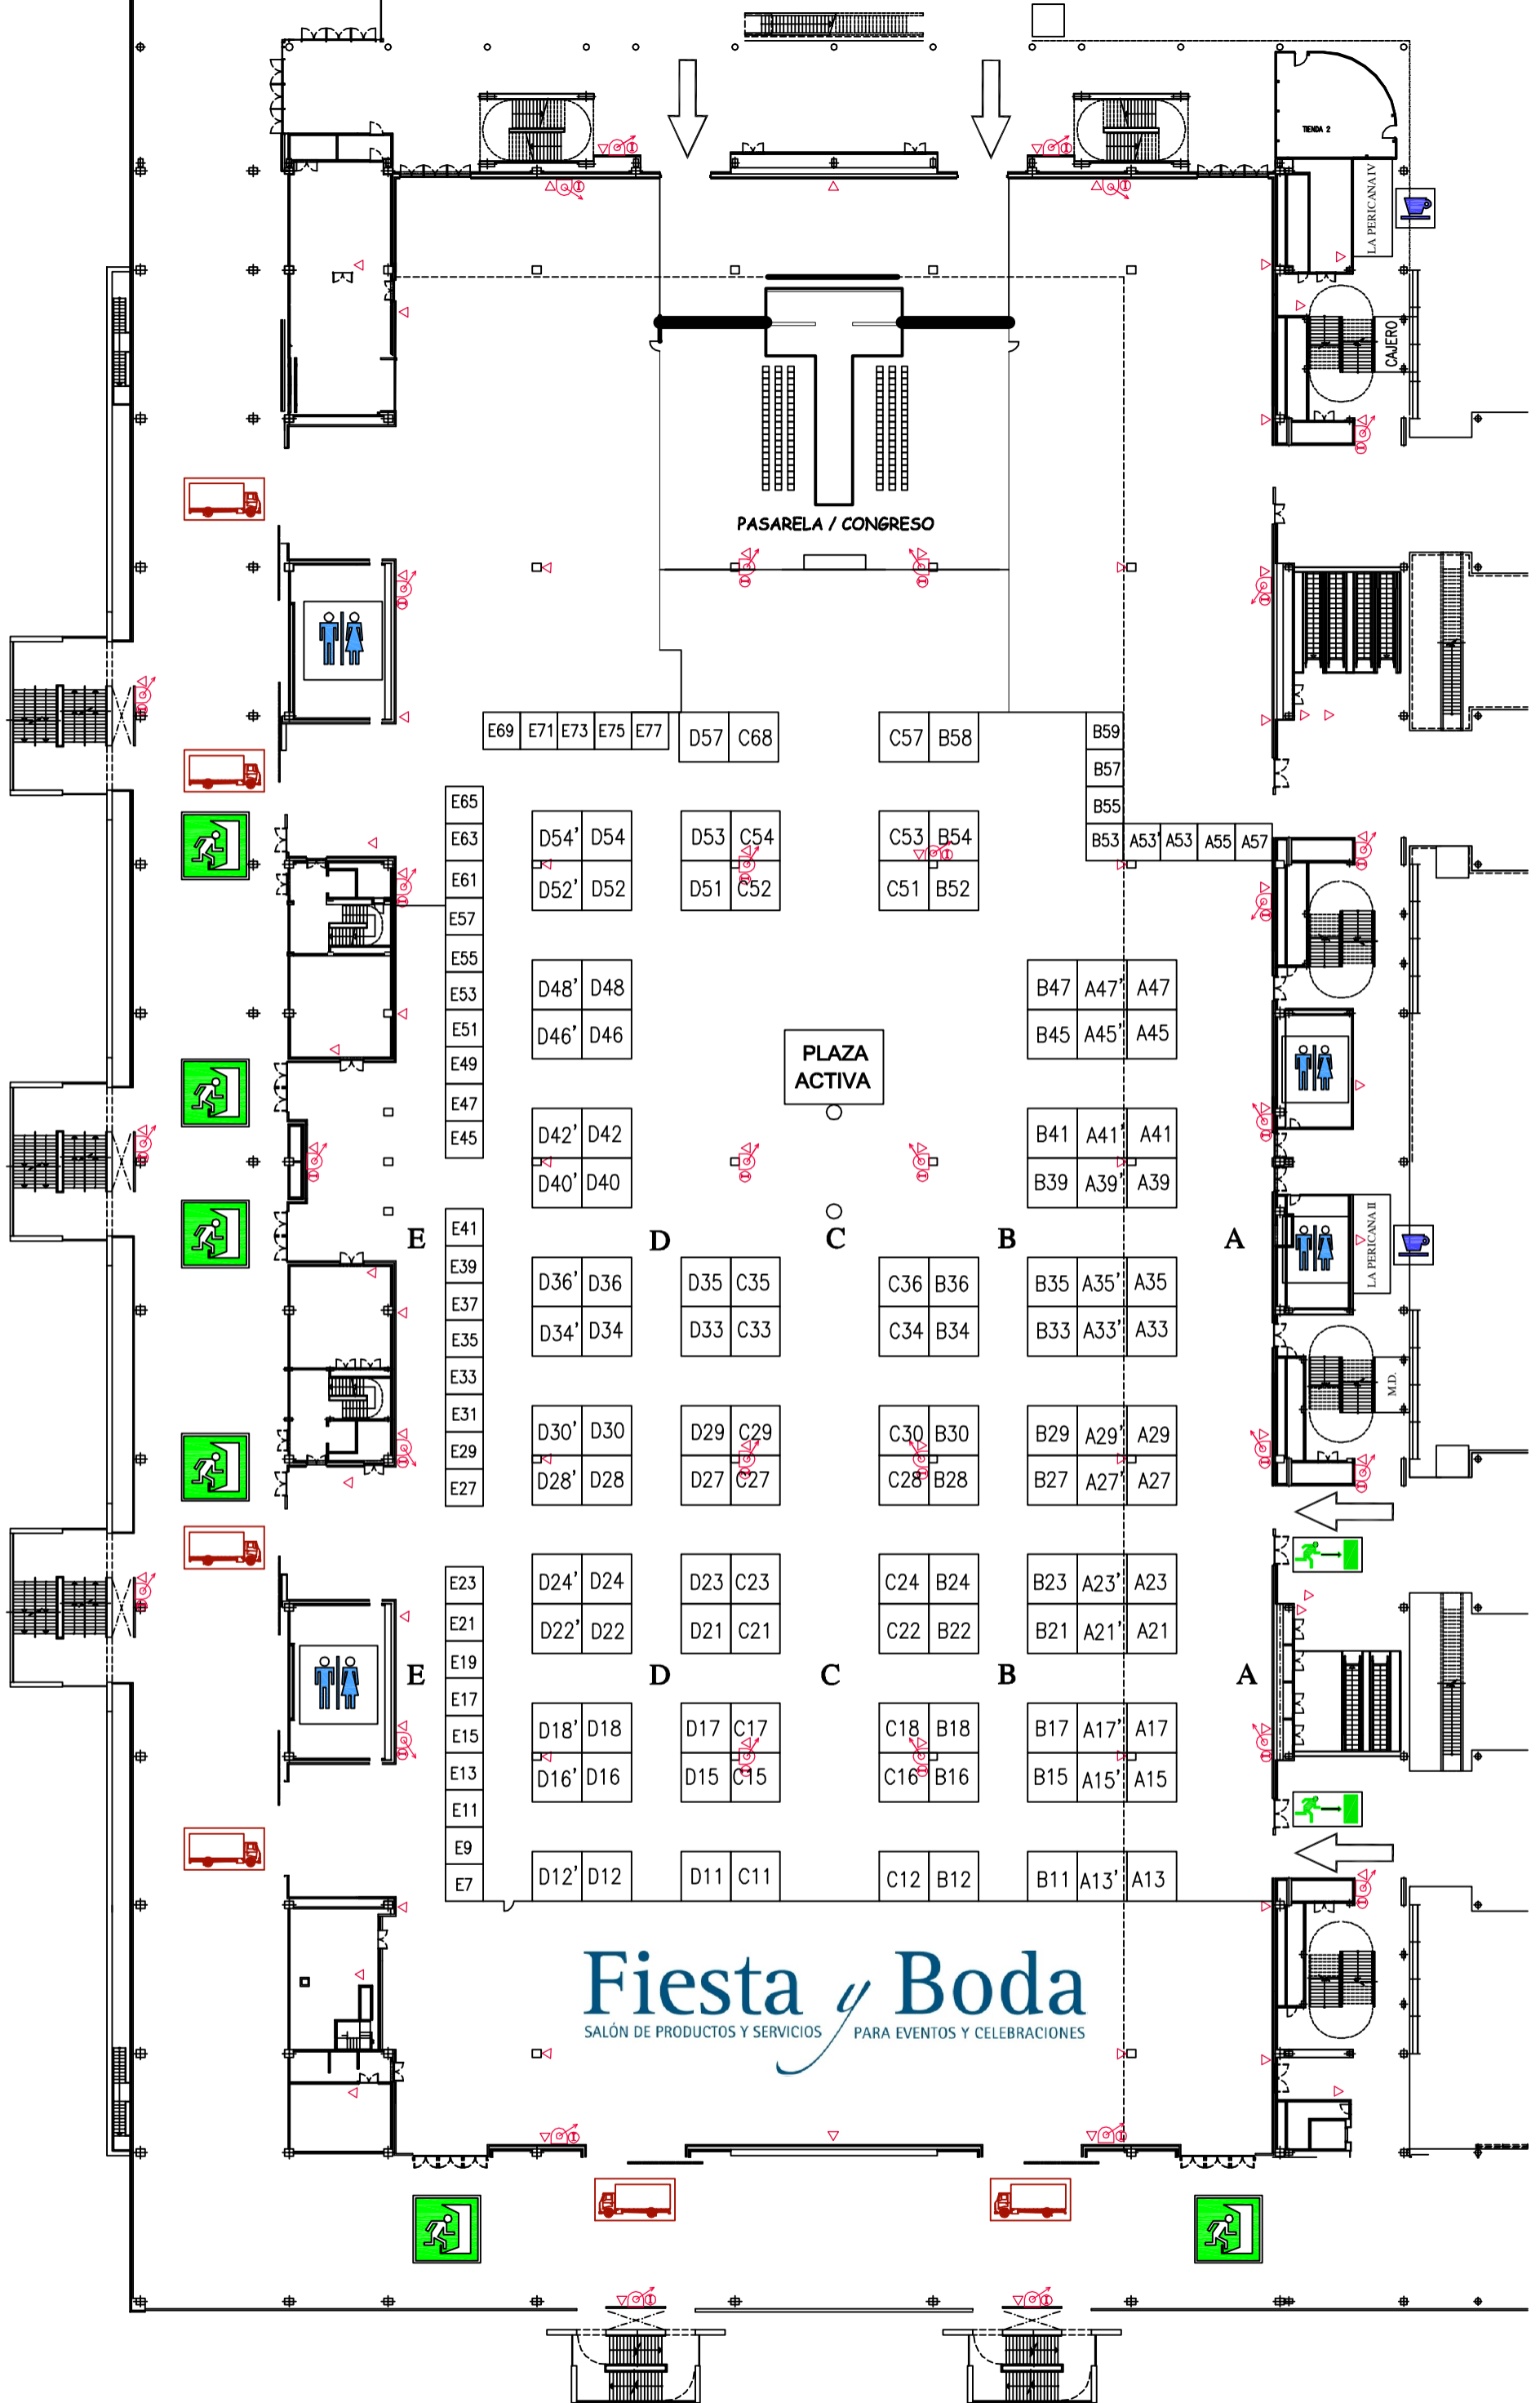 TIENDA 2
LA PERICANA IV
CAJERO
PASARELA / CONGRESO
E69 E71 E73 E75 E77 D57 C68 C57 B58 B59
B57
E65 B55
E63 D54' D54 D53 C54 C53 B54 B53 A53' A53 A55 A57
E61 D52' D52 D51 C52 C51 B52
E57
E55
E53 D48' D48 B47 A47' A47
E51 D46' D46 B45 A45' A45
PLAZA
ACTIVA
E49
E47
E45 D42' D42 B41 A41' A41
D40' D40 B39 A39' A39
E41
E D C B A
LA PERICANA II
E39 D36' D36 D35 C35 C36 B36 B35 A35' A35
E37
E35 D34' D34 D33 C33 C34 B34 B33 A33' A33
E33
M.D.
E31 D30' D30 D29 C29 C30 B30 B29 A29' A29
E29
E27 D28' D28 D27 C27 C28 B28 B27 A27' A27
E23 D24' D24 D23 C23 C24 B24 B23 A23' A23
E21 D22' D22 D21 C21 C22 B22 B21 A21' A21
E19
E D C B A
E17
E15 D18' D18 D17 C17 C18 B18 B17 A17' A17
E13 D16' D16 D15 C15 C16 B16 B15 A15' A15
E11
E9
E7 D12' D12 D11 C11 C12 B12 B11 A13' A13
Fiesta y Boda
SALÓN DE PRODUCTOS Y SERVICIOS PARA EVENTOS Y CELEBRACIONES